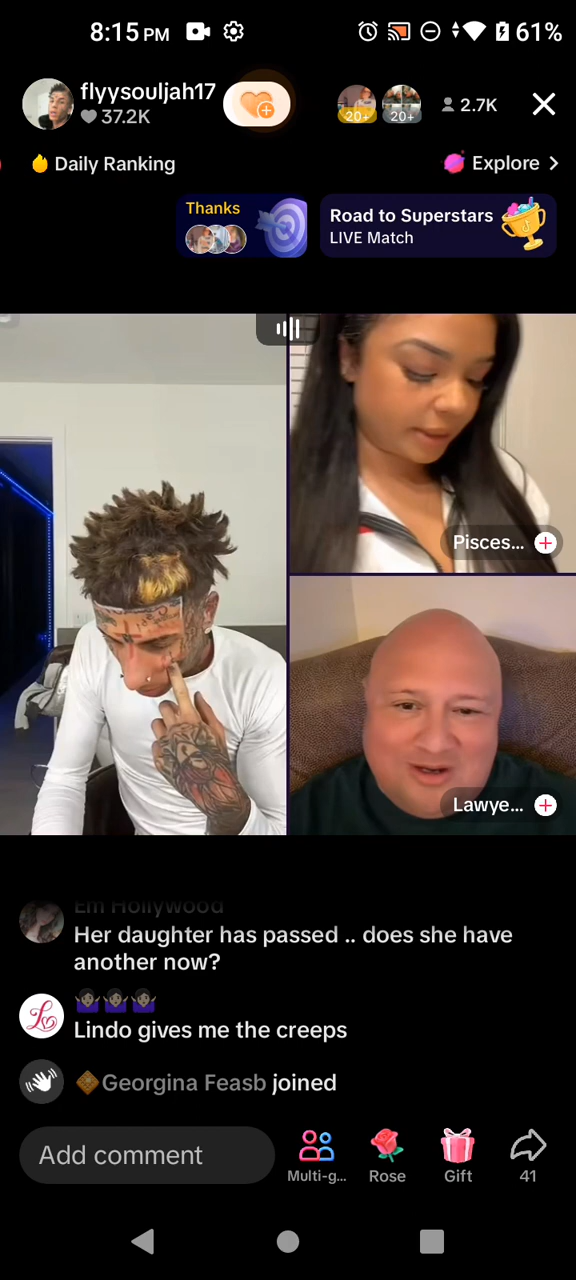 8:15 PM
61%
flyysouljah17
37.2K
20+
20+
2.7K
Daily Ranking
Explore
Thanks
Road to Superstars
LIVE Match
Pisces...
Lawye...
Em Hollywood
Her daughter has passed .. does she have
another now?
Lindo gives me the creeps
Georgina Feasb joined
Add comment
Multi-g...
Rose
Gift
41